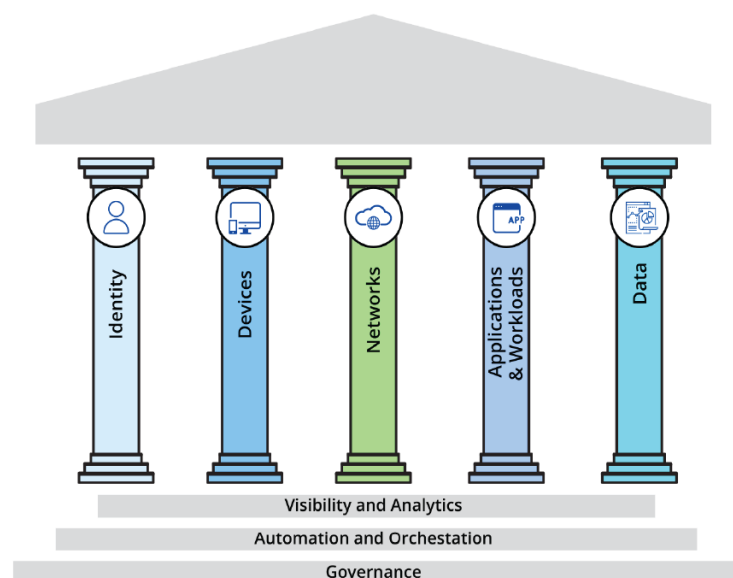 APP
Identity
Devices
Networks
Applications
& Workloads
Data
Visibility and Analytics
Automation and Orchestation
Governance